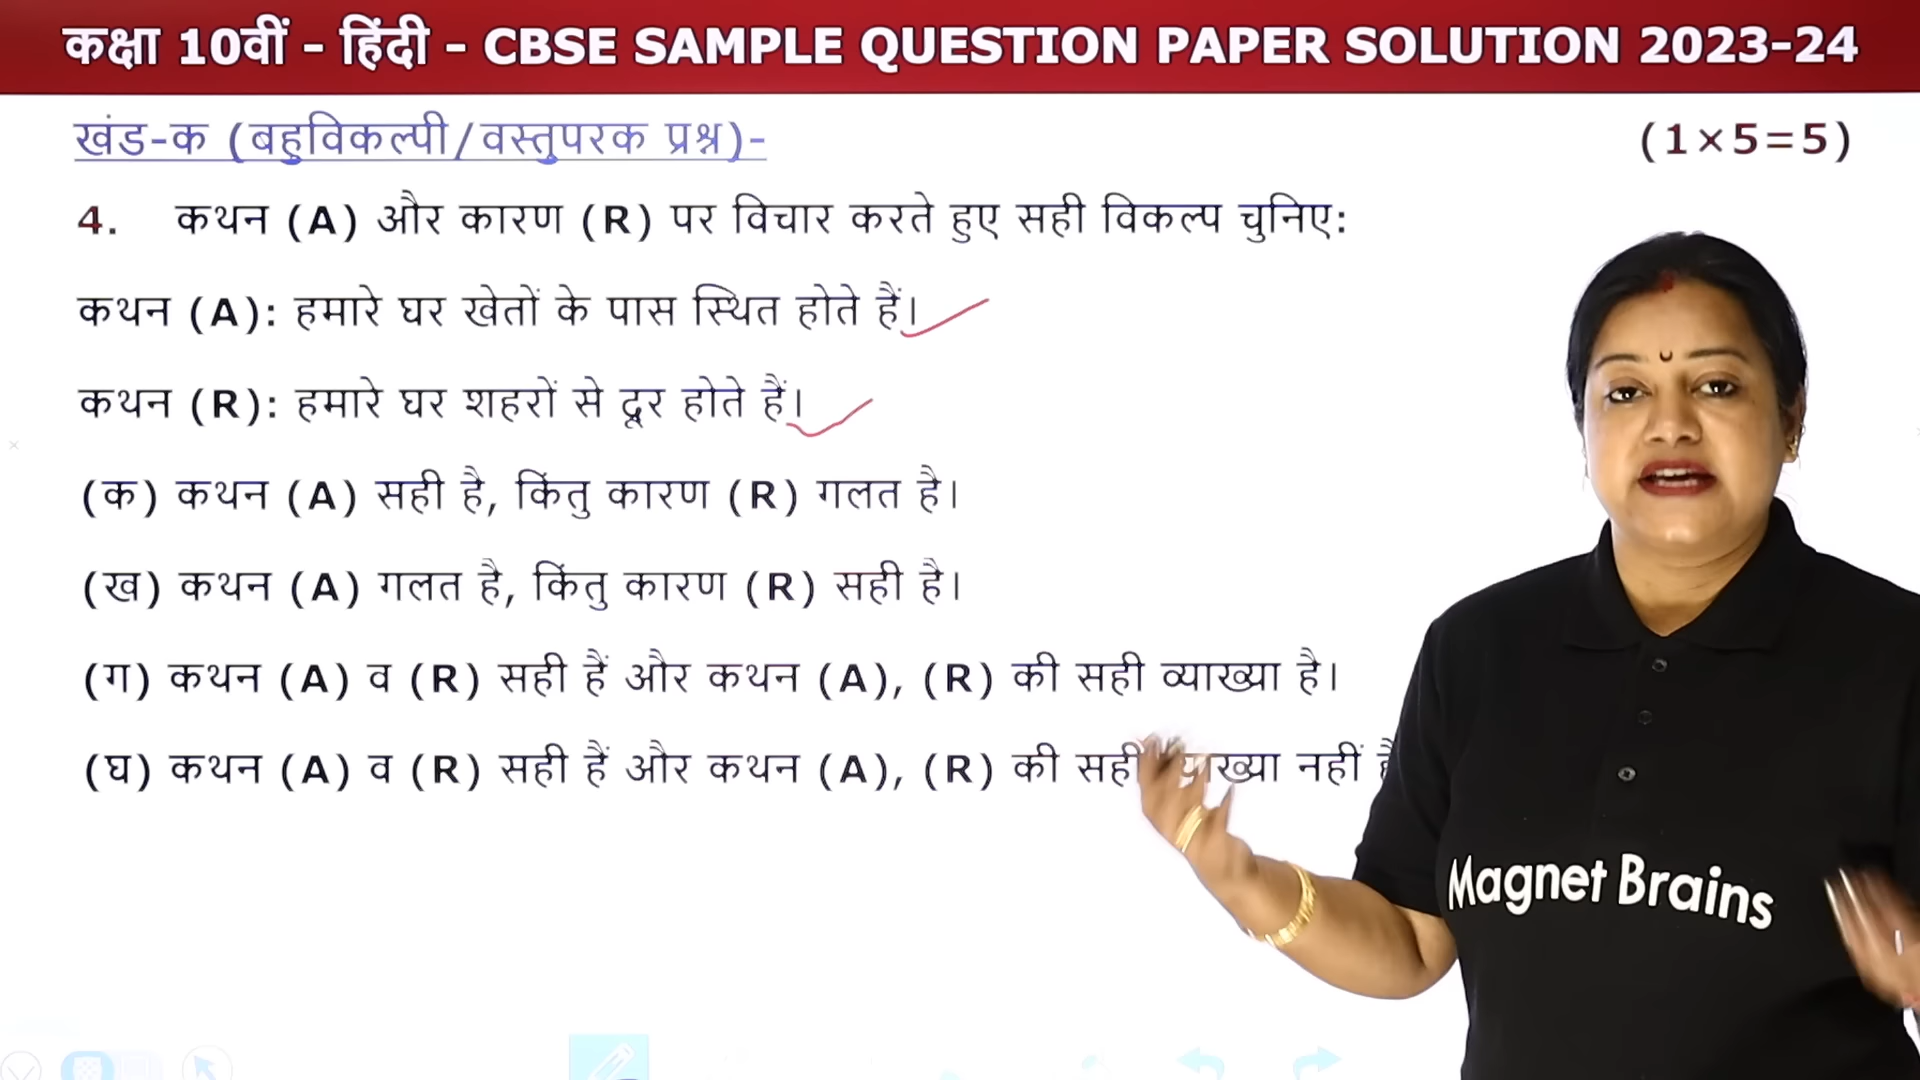 कक्षा 10वीं - हिंदी - CBSE SAMPLE QUESTION PAPER SOLUTION 2023-24
खंड-क (बहुविकल्पी/वस्तुपरक प्रश्न)- (1×5=5)
4. कथन (A) और कारण (R) पर विचार करते हुए सही विकल्प चुनिए:
कथन (A): हमारे घर खेतों के पास स्थित होते हैं।
कथन (R): हमारे घर शहरों से दूर होते हैं।
(क) कथन (A) सही है, किंतु कारण (R) गलत है।
(ख) कथन (A) गलत है, किंतु कारण (R) सही है।
(ग) कथन (A) व (R) सही हैं और कथन (A), (R) की सही व्याख्या है।
(घ) कथन (A) व (R) सही हैं और कथन (A), (R) की सही नहीं
Magnet Brains